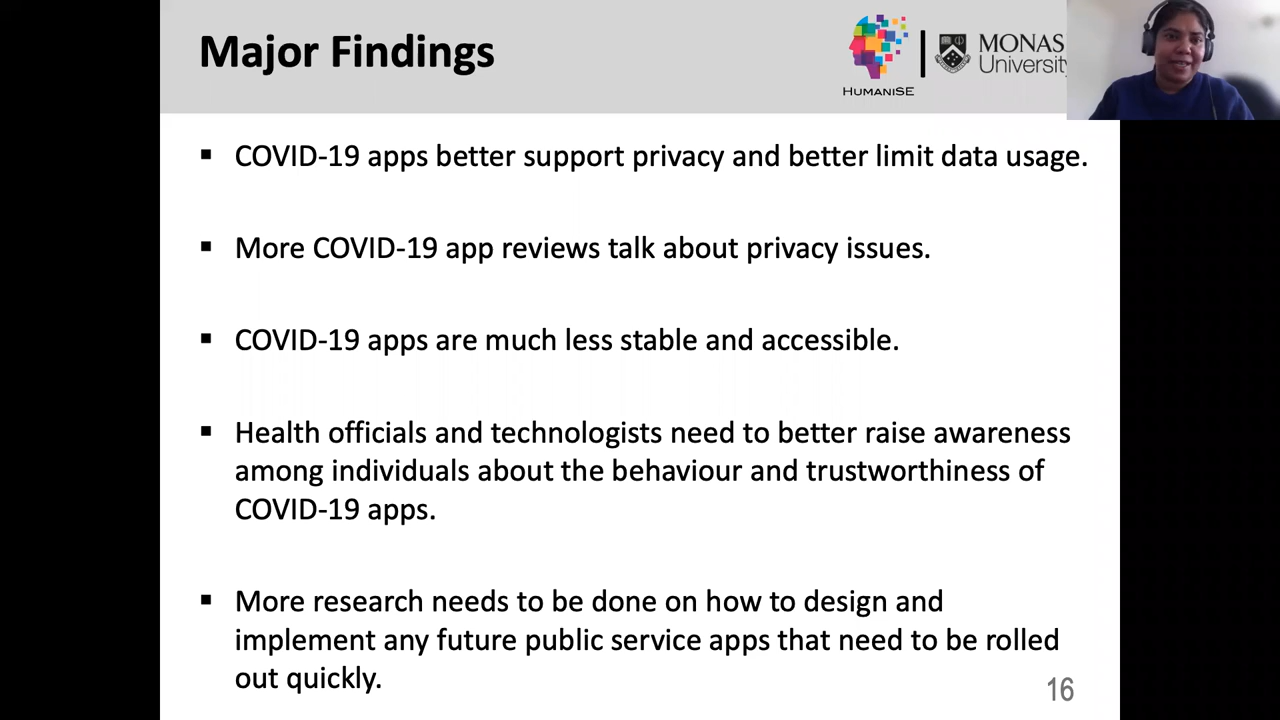 Major Findings
HUMANISE
MONAS
University
▪ COVID-19 apps better support privacy and better limit data usage.
▪ More COVID-19 app reviews talk about privacy issues.
▪ COVID-19 apps are much less stable and accessible.
▪ Health officials and technologists need to better raise awareness
among individuals about the behaviour and trustworthiness of
COVID-19 apps.
▪ More research needs to be done on how to design and
implement any future public service apps that need to be rolled
out quickly.
16